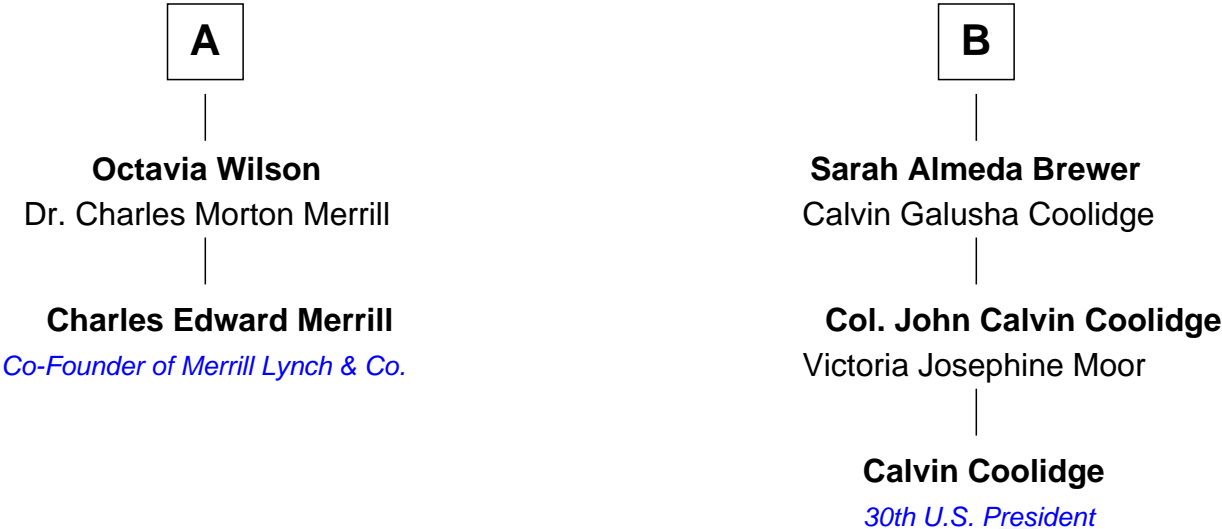 A
Octavia Wilson
Dr. Charles Morton Merrill
Charles Edward Merrill
Co-Founder of Merrill Lynch & Co.
B
Sarah Almeda Brewer
Calvin Galusha Coolidge
Col. John Calvin Coolidge
Victoria Josephine Moor
Calvin Coolidge
30th U.S. President